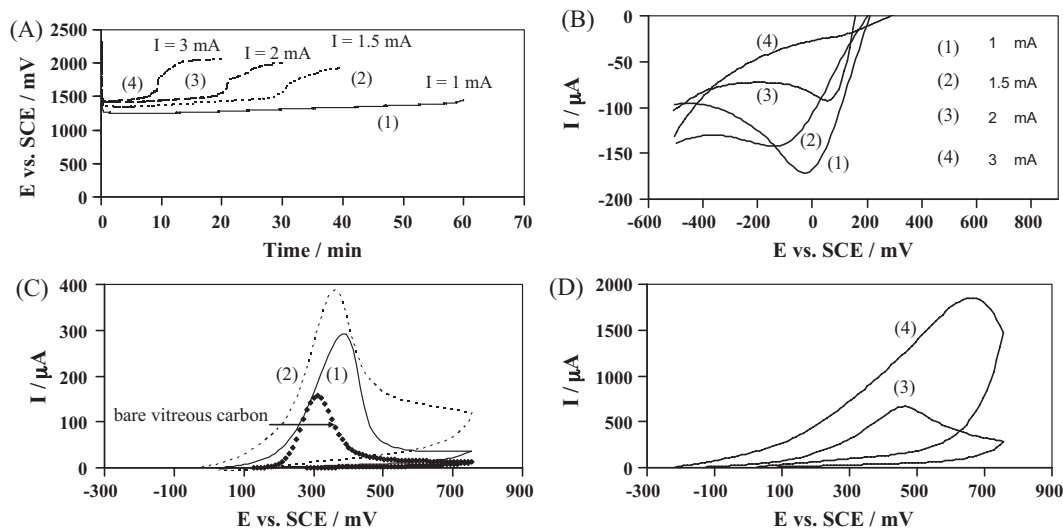 (A)
2500
2000
1500
1000
500
0
E vs. SCE / mV
I = 3 mA
I = 1.5 mA
I = 2 mA
I = 1 mA
(4)
(3)
(2)
(1)
0 10 20 30 40 50 60 70
Time / min
(B)
0
-50
-100
-150
-200
I / µA
(4)
(3)
(2)
(1)
(1) 1 mA
(2) 1.5 mA
(3) 2 mA
(4) 3 mA
-600 -400 -200 0 200 400 600 800
E vs. SCE / mV
(C)
400
300
200
100
0
I / µA
(2)
(1)
bare vitreous carbon
-300 -100 100 300 500 700 900
E vs. SCE / mV
(D)
2000
1500
1000
500
0
I / µA
(4)
(3)
-300 -100 100 300 500 700 900
E vs. SCE / mV